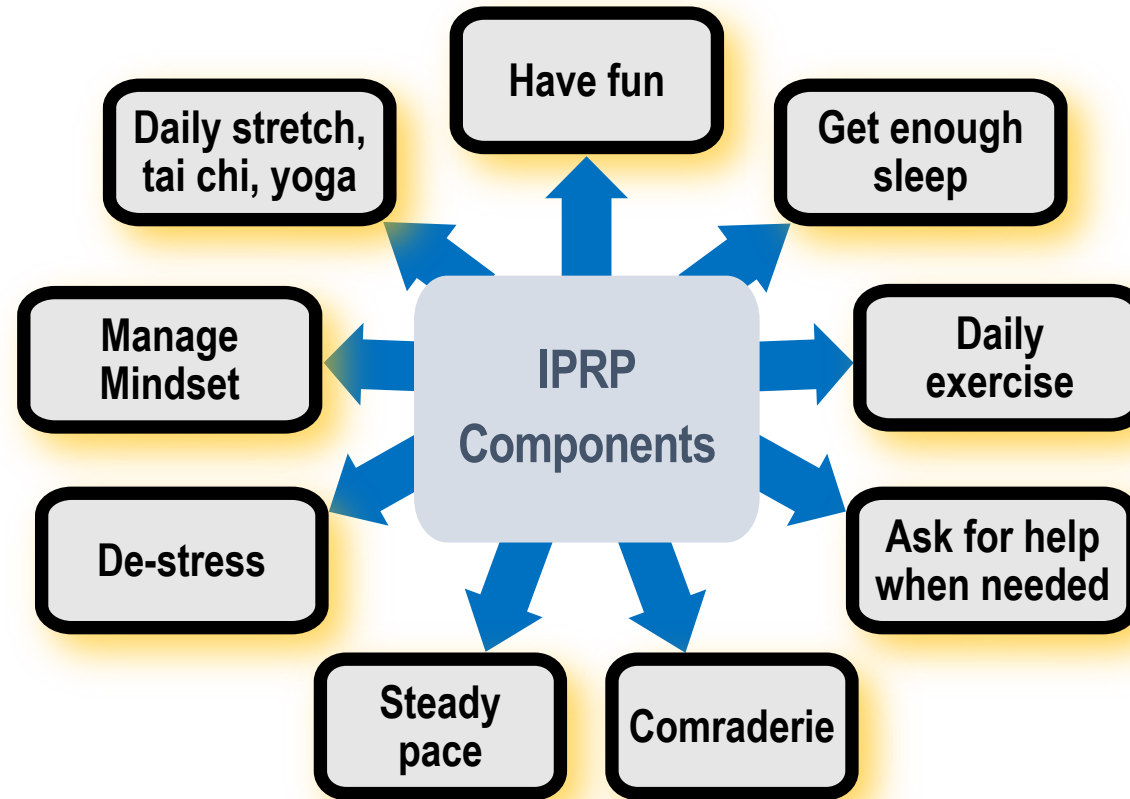 Have fun
Get enough
sleep
Daily
exercise
Ask for help
when needed
Comraderie
Steady
pace
De-stress
Manage
Mindset
Daily stretch,
tai chi, yoga
IPRP
Components